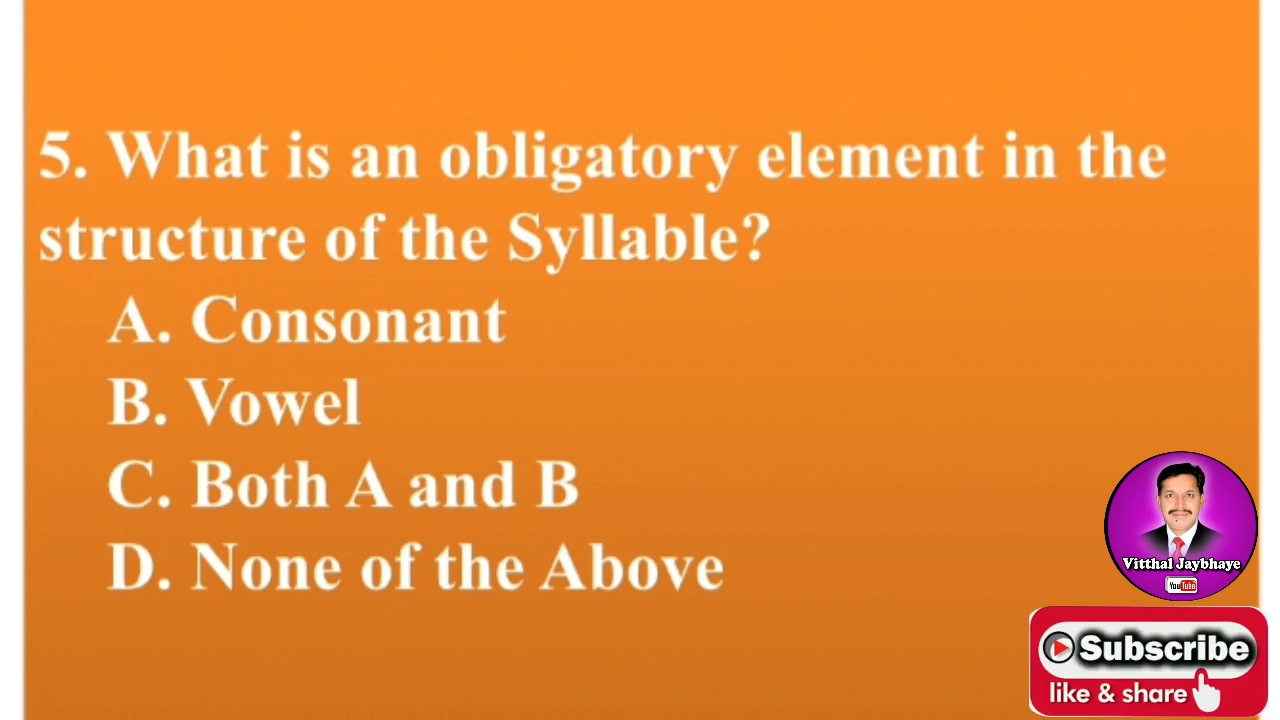 5. What is an obligatory element in the
structure of the Syllable?
A. Consonant
B. Vowel
C. Both A and B
D. None of the Above
Vitthal Jaybhaye
YouTube
Subscribe
like & share